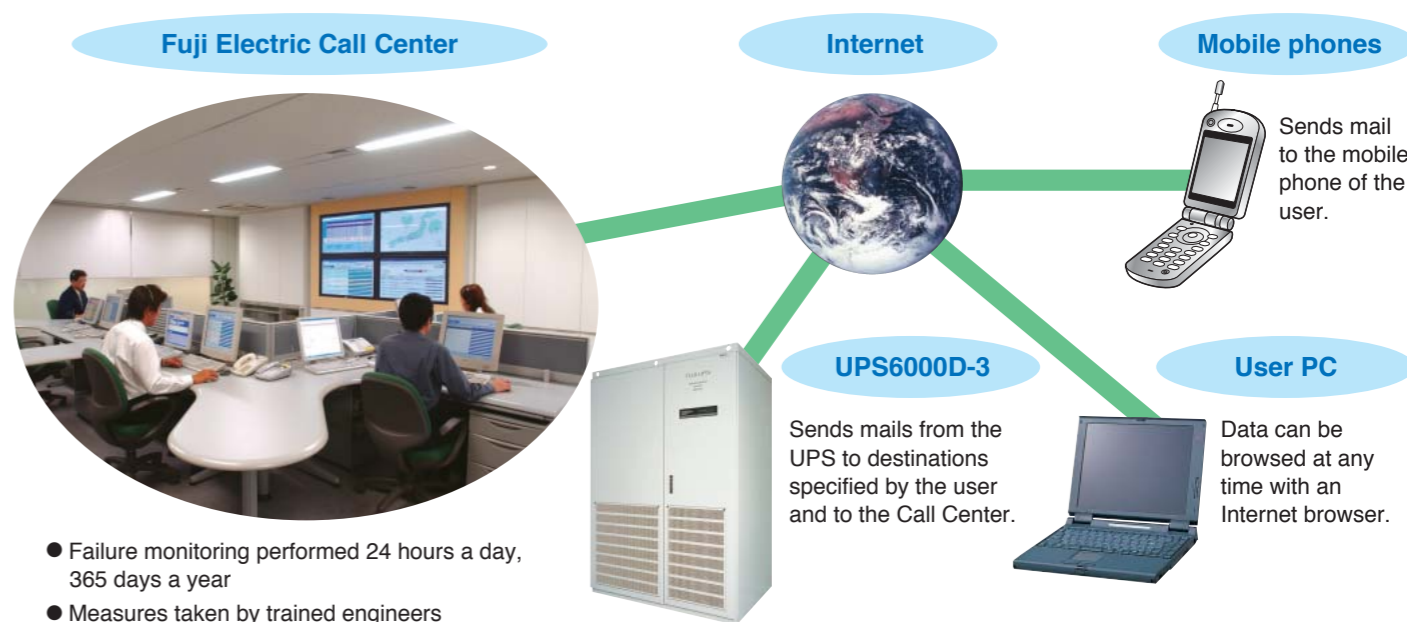 Fuji Electric Call Center
Internet
Mobile phones
Sends mail
to the mobile
phone of the
user.
UPS6000D-3
Sends mails from the
UPS to destinations
specified by the user
and to the Call Center.
User PC
Data can be
browsed at any
time with an
Internet browser.
● Failure monitoring performed 24 hours a day,
365 days a year
● Measures taken by trained engineers